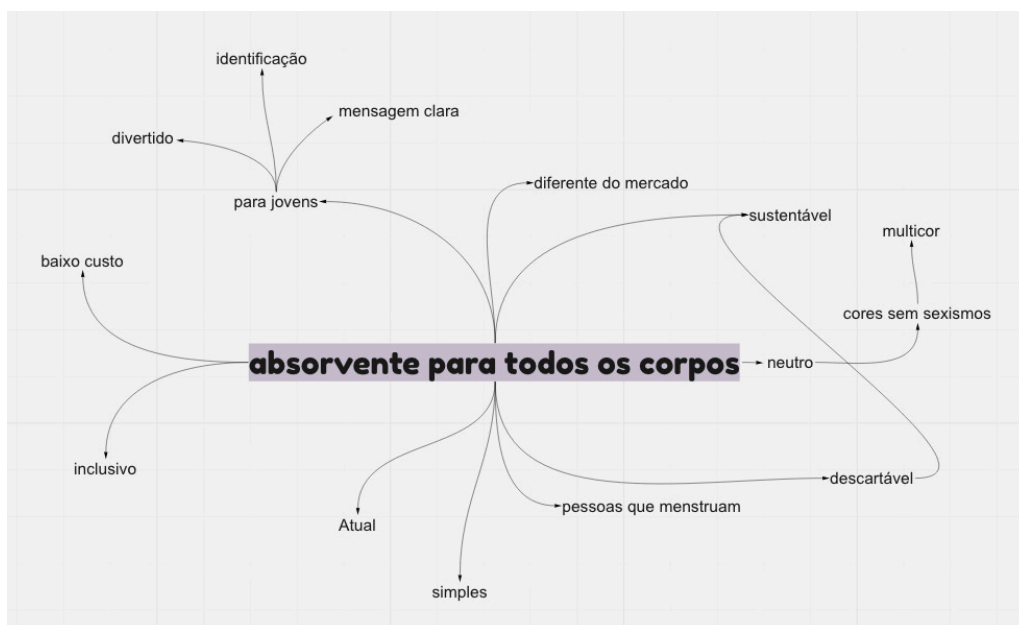 identificação
mensagem clara
divertido
diferente do mercado
para jovens
sustentável
multicor
baixo custo
cores sem sexismos
absorvente para todos os corpos
neutro
inclusivo
descartável
pessoas que menstruam
Atual
simples